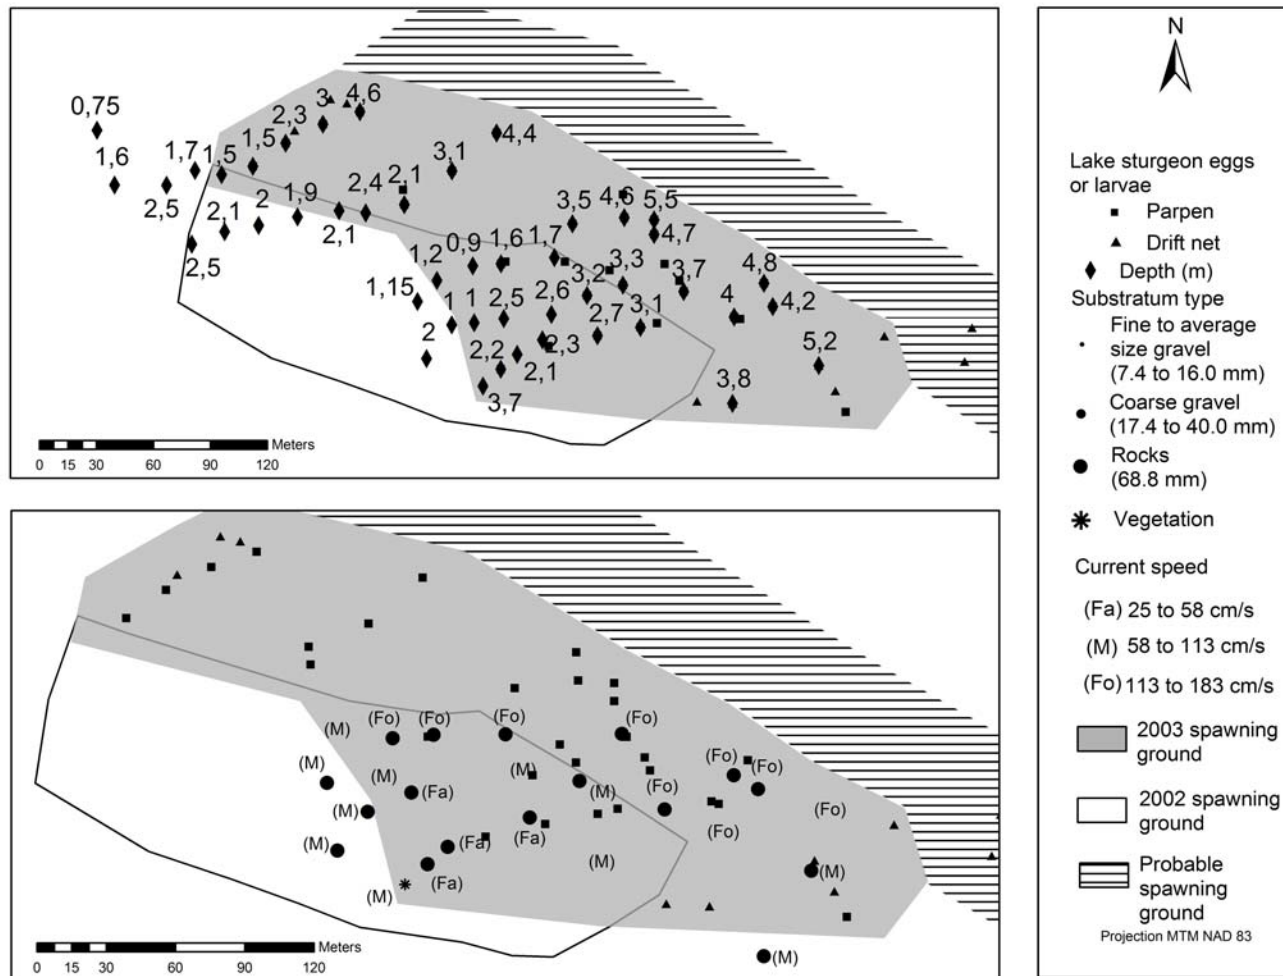 0,75
1,6
2,5
1,7
1,5
1,5
2,3
3
4,6
4,4
3,1
2,1
2,4
2,1
1,9
2
2,1
2,5
3,5
4,6
5,5
4,7
1,2
0,9
1,6
1,7
3,2
3,3
3,7
4,8
4,2
4
1,15
1
1
2,5
2,6
2,7
3,1
2
2,2
2,1
2,3
3,7
3,8
5,2
Meters
0 15 30 60 90 120
(M)
(Fo)
(Fo)
(Fo)
(Fo)
(M)
(M)
(Fa)
(M)
(M)
(Fo)
(Fo)
(Fo)
(Fo)
(Fo)
(M)
(M)
(Fa)
(Fa)
(Fa)
(M)
(M)
(M)
(M)
Meters
0 15 30 60 90 120
N
Lake sturgeon eggs
or larvae
Parpen
Drift net
Depth (m)
Substratum type
Fine to average
size gravel
(7.4 to 16.0 mm)
Coarse gravel
(17.4 to 40.0 mm)
Rocks
(68.8 mm)
Vegetation
Current speed
(Fa) 25 to 58 cm/s
(M) 58 to 113 cm/s
(Fo) 113 to 183 cm/s
2003 spawning
ground
2002 spawning
ground
Probable
spawning
ground
Projection MTM NAD 83